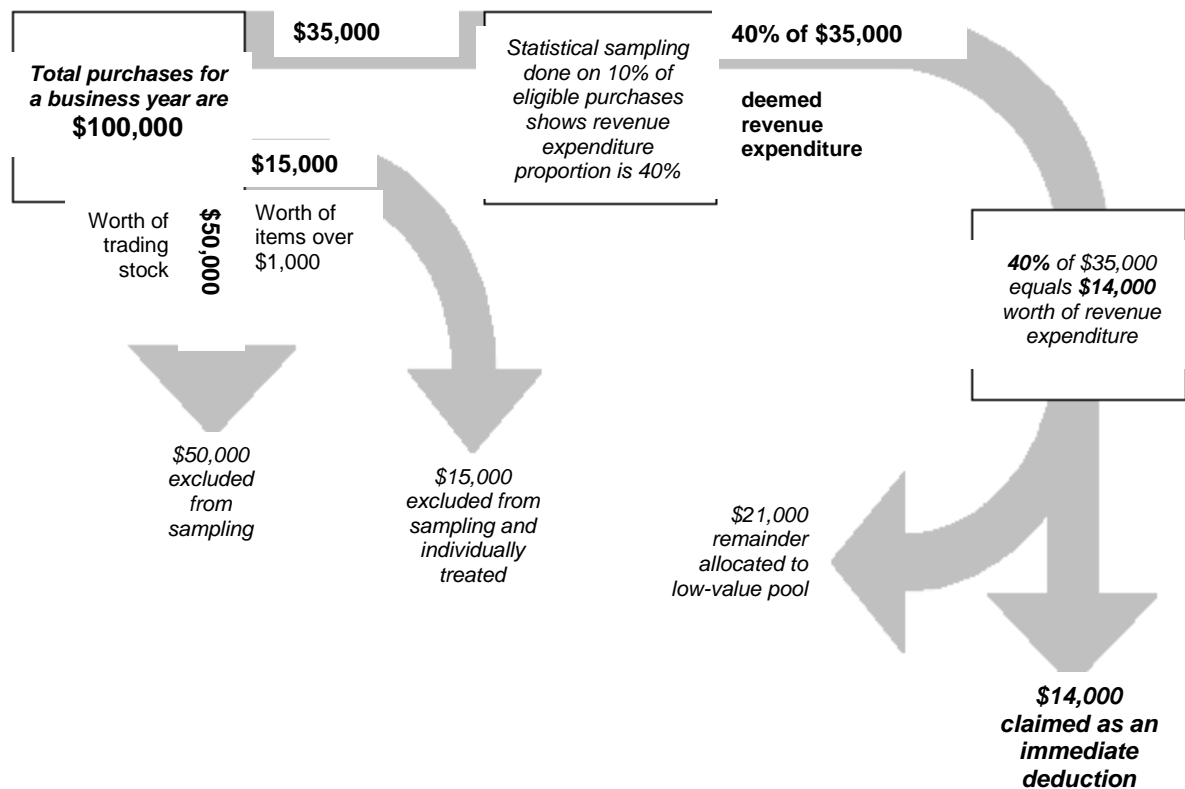 Total purchases for
a business year are
$100,000
$35,000
Statistical sampling
done on 10% of
eligible purchases
shows revenue
expenditure
proportion is 40%
40% of $35,000
deemed
revenue
expenditure
$15,000
Worth of
items over
$1,000
Worth of
trading
stock
$50,000
40% of $35,000
equals $14,000
worth of revenue
expenditure
$50,000
excluded
from
sampling
$15,000
excluded from
sampling and
individually
treated
$21,000
remainder
allocated to
low-value pool
$14,000
claimed as an
immediate
deduction